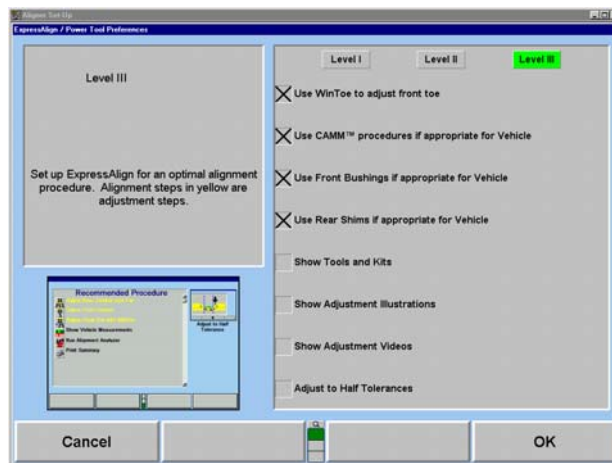 Aligner Set Up
ExpressAlign / Power Tool Preferences
Level III
Set up ExpressAlign for an optimal alignment
procedure. Alignment steps in yellow are
adjustment steps.
Level I
Level II
Level III
Use WinToe to adjust front toe
Use CAMM™ procedures if appropriate for Vehicle
Use Front Bushings if appropriate for Vehicle
Use Rear Shims if appropriate for Vehicle
Show Tools and Kits
Show Adjustment Illustrations
Show Adjustment Videos
Adjust to Half Tolerances
Recommended Procedure
Show Vehicle Measurements
Run Alignment Analyzer
Print Summary
Adjust to Half
Tolerances
Cancel
OK